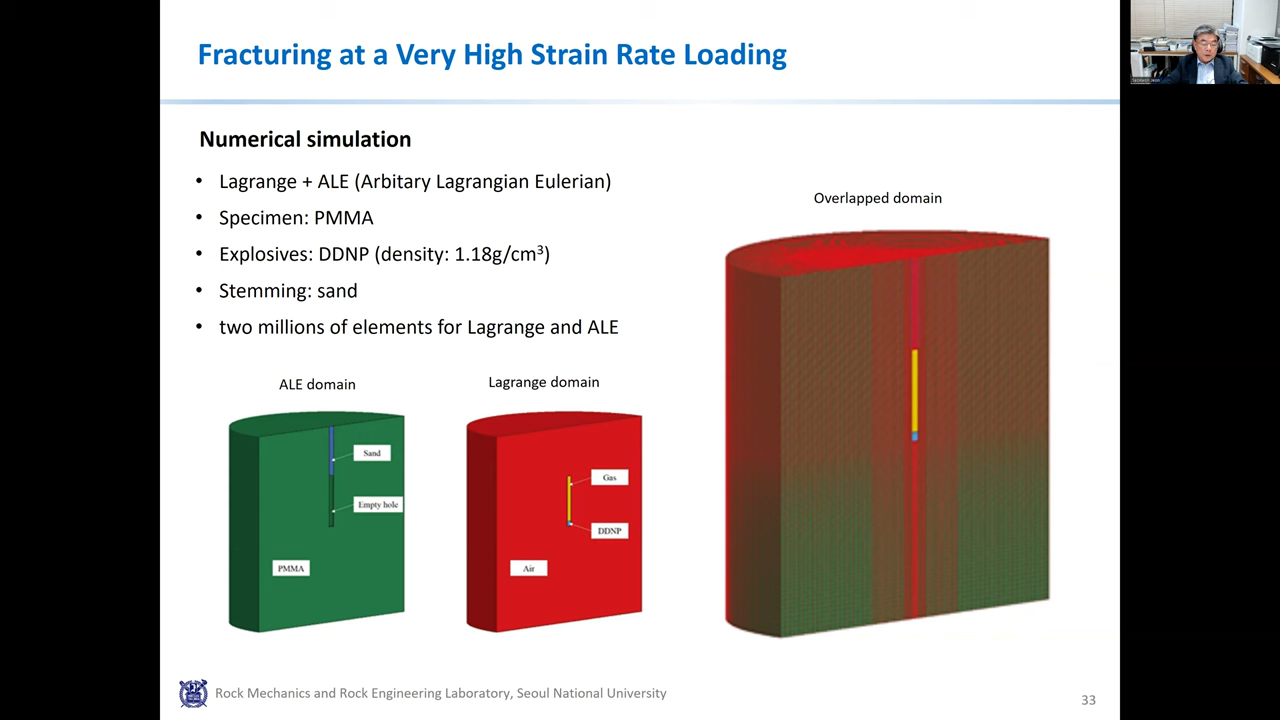 Fracturing at a Very High Strain Rate Loading
Numerical simulation
• Lagrange + ALE (Arbitary Lagrangian Eulerian)
• Specimen: PMMA
• Explosives: DDNP (density: 1.18g/cm³)
• Stemming: sand
• two millions of elements for Lagrange and ALE
Overlapped domain
ALE domain
Lagrange domain
Sand
Empty hole
PMMA
Gas
DDNP
Air
Rock Mechanics and Rock Engineering Laboratory, Seoul National University
33